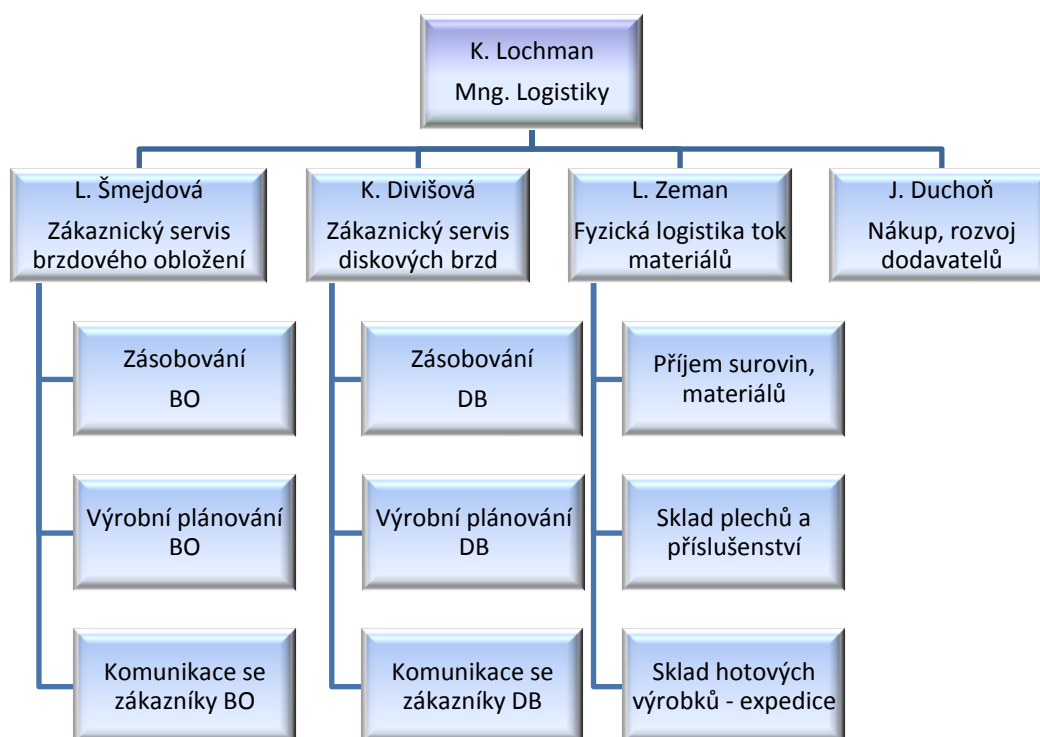 K. Lochman
Mng. Logistiky
L. Šmejdová
Zákaznický servis
brzdového obložení
K. Divišová
Zákaznický servis
diskových brzd
L. Zeman
Fyzická logistika tok
materiálů
J. Duchoň
Nákup, rozvoj
dodavatelů
Zásobování
BO
Zásobování
DB
Příjem surovin,
materiálů
Výrobní plánování
BO
Výrobní plánování
DB
Sklad plechů a
příslušenství
Komunikace se
zákazníky BO
Komunikace se
zákazníky DB
Sklad hotových
výrobků - expedice